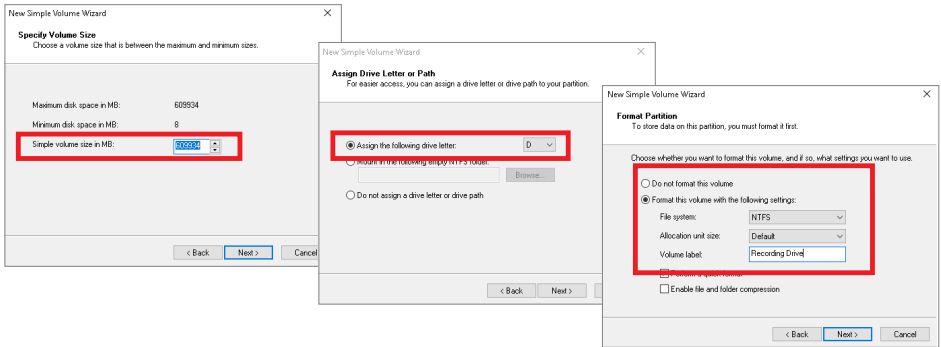 New Simple Volume Wizard
Specify Volume Size
Choose a volume size that is between the maximum and minimum sizes.
Maximum disk space in MB: 609934
Minimum disk space in MB: 8
Simple volume size in MB: 609934
< Back Next > Cancel
New Simple Volume Wizard
Assign Drive Letter or Path
For easier access, you can assign a drive letter or drive path to your partition.
Assign the following drive letter: D
Mount in the following empty NTFS folder:
Browse...
Do not assign a drive letter or drive path
< Back Next >
New Simple Volume Wizard
Format Partition
To store data on this partition, you must format it first.
Choose whether you want to format this volume, and if so, what settings you want to use.
Do not format this volume
Format this volume with the following settings:
File system: NTFS
Allocation unit size: Default
Volume label: Recording Drive
Perform a quick format
Enable file and folder compression
< Back Next > Cancel